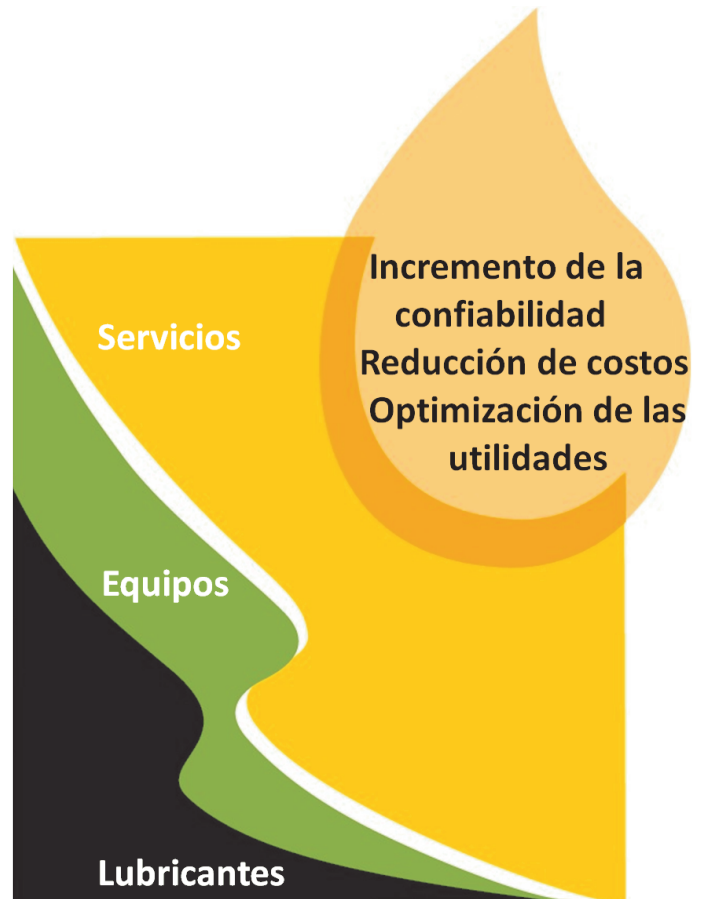 Incremento de la
confiabilidad
Reducción de costos
Optimización de las
utilidades
Servicios
Equipos
Lubricantes